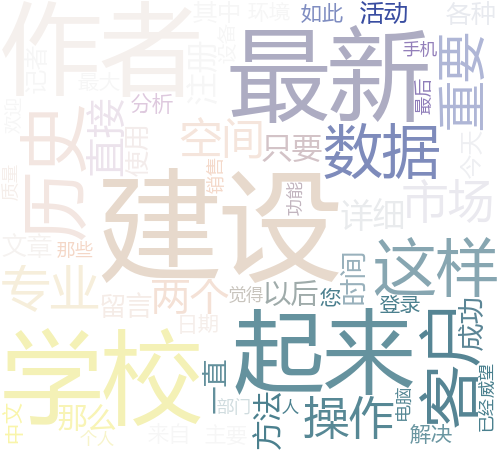 作者
其中
环境
如此
活动
各种
设备
记者
注册
最新
手机
重要
最大
最后
欢迎
历史
直接
分析
使用
空间
只要
数据
今天
质量
销售
功能
建设
详细
市场
文章
那些
这样
时间
专业
留言
两个
觉得
以后
您
登录
日期
成功
学校
起来
客户
一直
电脑
已经
威望
中文
那么
部门
方法
人
操作
解决
个人
来自
主要